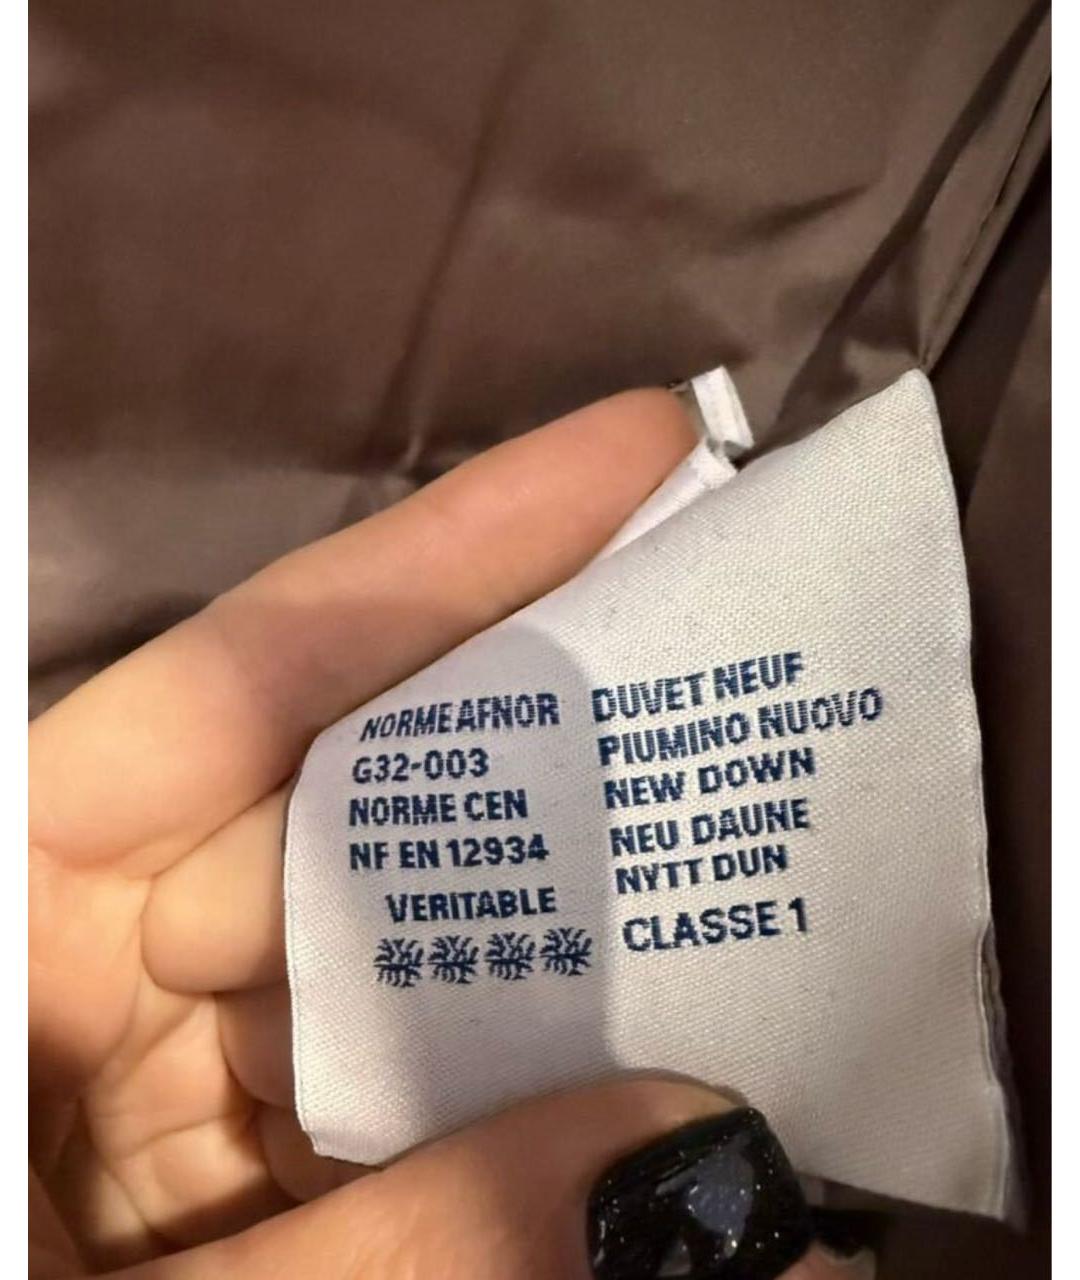 NORME AFNOR
G32-003
NORME CEN
NF EN 12934
VERITABLE
DUVET NEUF
PIUMINO NUOVO
NEW DOWN
NEU DAUNE
NYTT DUN
CLASSE 1